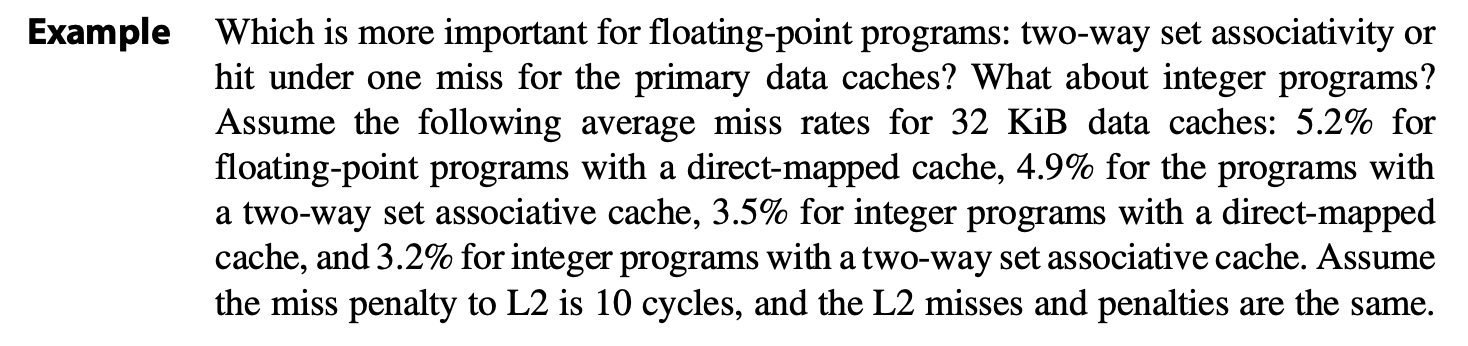 Example Which is more important for floating-point programs: two-way set associativity or
hit under one miss for the primary data caches? What about integer programs?
Assume the following average miss rates for 32 KiB data caches: 5.2% for
floating-point programs with a direct-mapped cache, 4.9% for the programs with
a two-way set associative cache, 3.5% for integer programs with a direct-mapped
cache, and 3.2% for integer programs with a two-way set associative cache. Assume
the miss penalty to L2 is 10 cycles, and the L2 misses and penalties are the same.